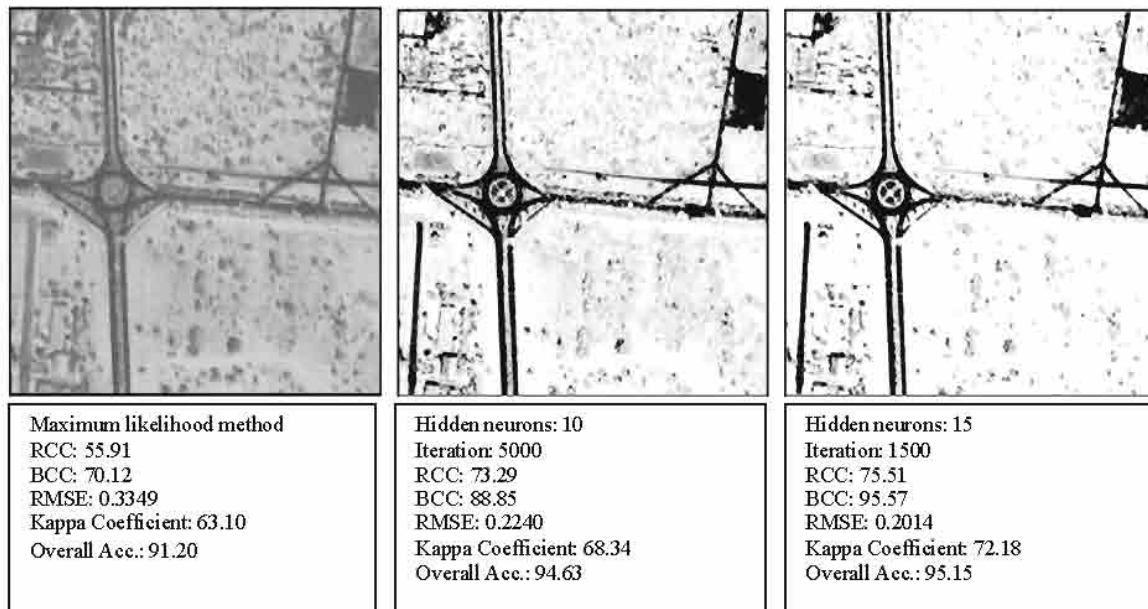 Maximum likelihood method
RCC: 55.91
BCC: 70.12
RMSE: 0.3349
Kappa Coefficient: 63.10
Overall Acc.: 91.20
Hidden neurons: 10
Iteration: 5000
RCC: 73.29
BCC: 88.85
RMSE: 0.2240
Kappa Coefficient: 68.34
Overall Acc.: 94.63
Hidden neurons: 15
Iteration: 1500
RCC: 75.51
BCC: 95.57
RMSE: 0.2014
Kappa Coefficient: 72.18
Overall Acc.: 95.15